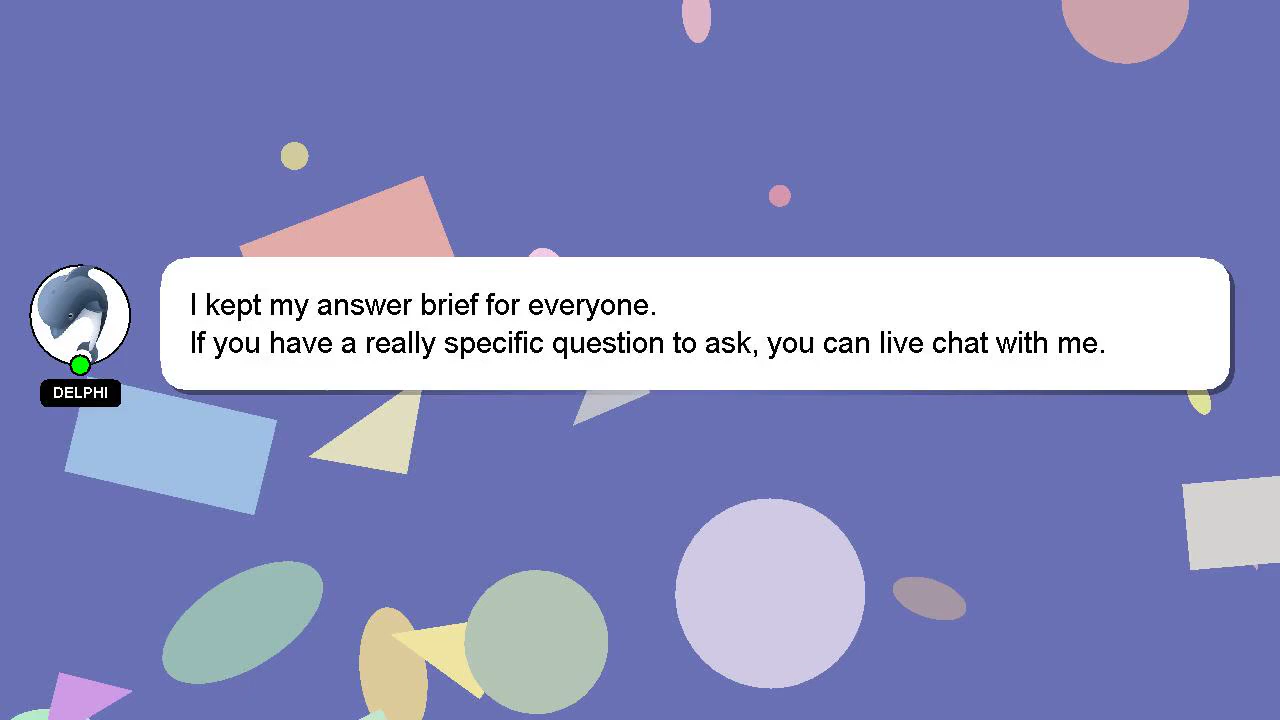 I kept my answer brief for everyone.
If you have a really specific question to ask, you can live chat with me.
DELPHI